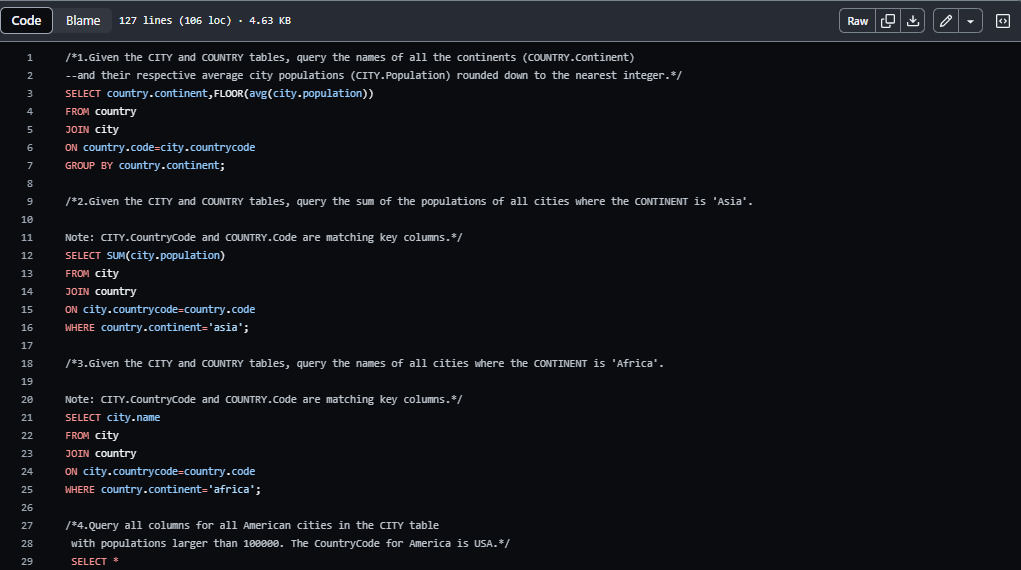 Code Blame 127 lines (106 loc) · 4.63 KB Raw
1 /*1.Given the CITY and COUNTRY tables, query the names of all the continents (COUNTRY.Continent)
2 --and their respective average city populations (CITY.Population) rounded down to the nearest integer.*/
3 SELECT country.continent,FLOOR(avg(city.population))
4 FROM country
5 JOIN city
6 ON country.code=city.countrycode
7 GROUP BY country.continent;
8
9 /*2.Given the CITY and COUNTRY tables, query the sum of the populations of all cities where the CONTINENT is 'Asia'.
10
11 Note: CITY.CountryCode and COUNTRY.Code are matching key columns.*/
12 SELECT SUM(city.population)
13 FROM city
14 JOIN country
15 ON city.countrycode=country.code
16 WHERE country.continent='asia';
17
18 /*3.Given the CITY and COUNTRY tables, query the names of all cities where the CONTINENT is 'Africa'.
19
20 Note: CITY.CountryCode and COUNTRY.Code are matching key columns.*/
21 SELECT city.name
22 FROM city
23 JOIN country
24 ON city.countrycode=country.code
25 WHERE country.continent='africa';
26
27 /*4.Query all columns for all American cities in the CITY table
28 with populations larger than 100000. The CountryCode for America is USA.*/
29 SELECT *